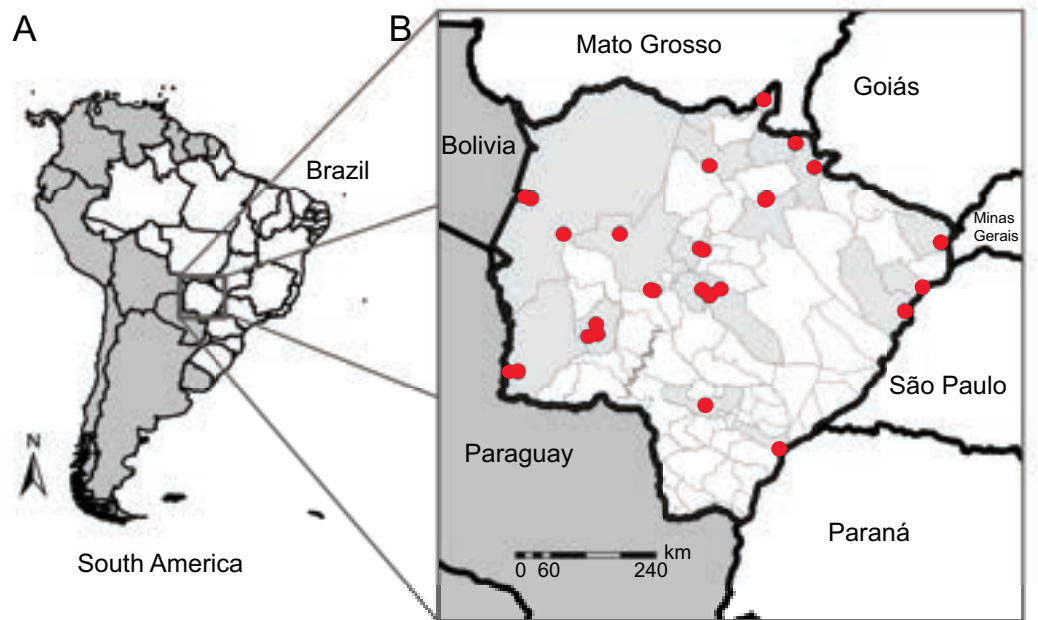 A
B
Mato Grosso
Goiás
Bolivia
Brazil
Minas
Gerais
São Paulo
N
Paraguay
Paraná
South America
km
0 60 240